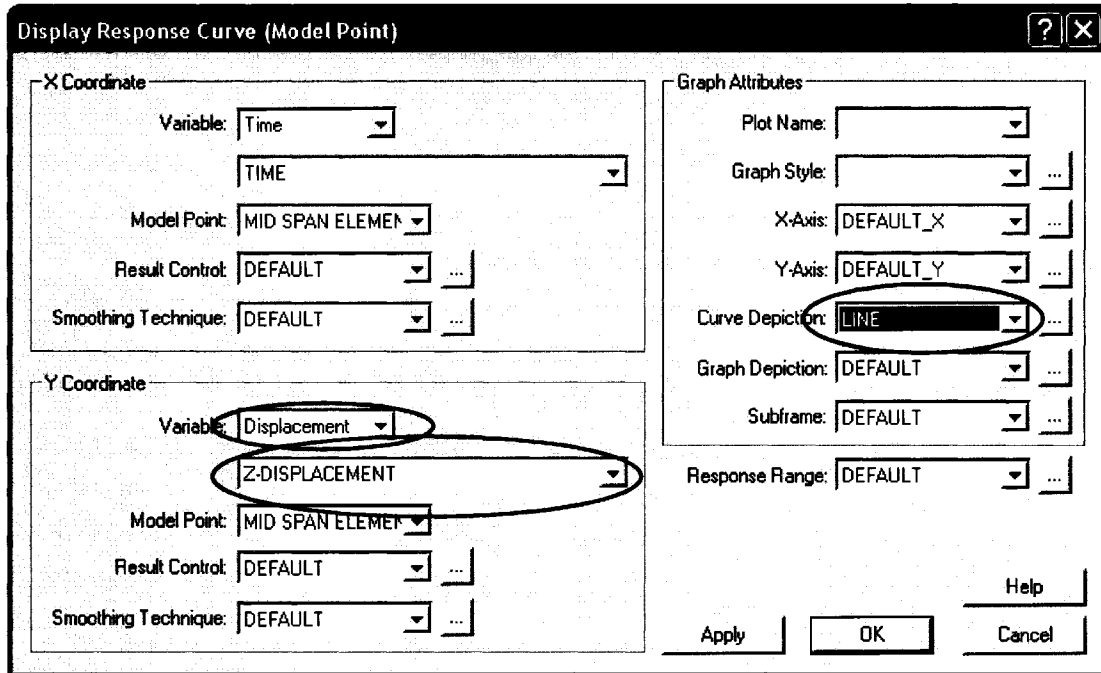 Display Response Curve (Model Point)
X Coordinate
Variable: Time
TIME
Model Point: MID SPAN ELEMEN
Result Control: DEFAULT ...
Smoothing Technique: DEFAULT ...
Y Coordinate
Variable: Displacement
Z-DISPLACEMENT
Model Point: MID SPAN ELEMEN
Result Control: DEFAULT ...
Smoothing Technique: DEFAULT ...
Graph Attributes
Plot Name:
Graph Style: ...
X-Axis: DEFAULT_X ...
Y-Axis: DEFAULT_Y ...
Curve Depiction: LINE ...
Graph Depiction: DEFAULT ...
Subframe: DEFAULT ...
Response Range: DEFAULT ...
Help
Apply OK Cancel